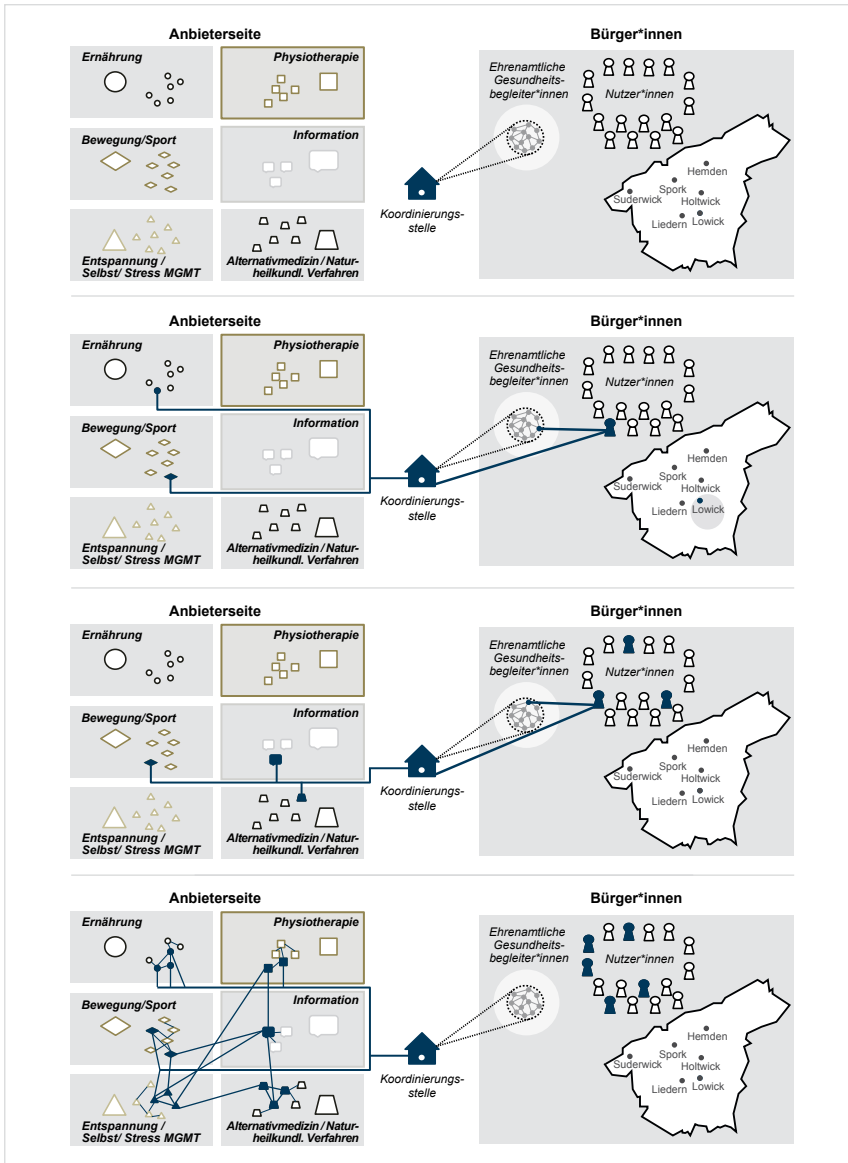 Anbieterseite
Bürger*innen
Ernährung
Physiotherapie
Bewegung/Sport
Information
Entspannung /
Selbst/ Stress MGMT
Alternativmedizin / Natur-
heilkundl. Verfahren
Koordinierungs-
stelle
Ehrenamtliche
Gesundheits-
begleiter*innen
Nutzer*innen
Hemden
Spork
Suderwick
Holtwick
Liedern
Lowick
Anbieterseite
Bürger*innen
Ernährung
Physiotherapie
Bewegung/Sport
Information
Entspannung /
Selbst/ Stress MGMT
Alternativmedizin / Natur-
heilkundl. Verfahren
Koordinierungs-
stelle
Ehrenamtliche
Gesundheits-
begleiter*innen
Nutzer*innen
Hemden
Spork
Suderwick
Holtwick
Liedern
Lowick
Anbieterseite
Bürger*innen
Ernährung
Physiotherapie
Bewegung/Sport
Information
Entspannung /
Selbst/ Stress MGMT
Alternativmedizin / Natur-
heilkundl. Verfahren
Koordinierungs-
stelle
Ehrenamtliche
Gesundheits-
begleiter*innen
Nutzer*innen
Hemden
Spork
Suderwick
Holtwick
Liedern
Lowick
Anbieterseite
Bürger*innen
Ernährung
Physiotherapie
Bewegung/Sport
Information
Entspannung /
Selbst/ Stress MGMT
Alternativmedizin / Natur-
heilkundl. Verfahren
Koordinierungs-
stelle
Ehrenamtliche
Gesundheits-
begleiter*innen
Nutzer*innen
Hemden
Spork
Suderwick
Holtwick
Liedern
Lowick